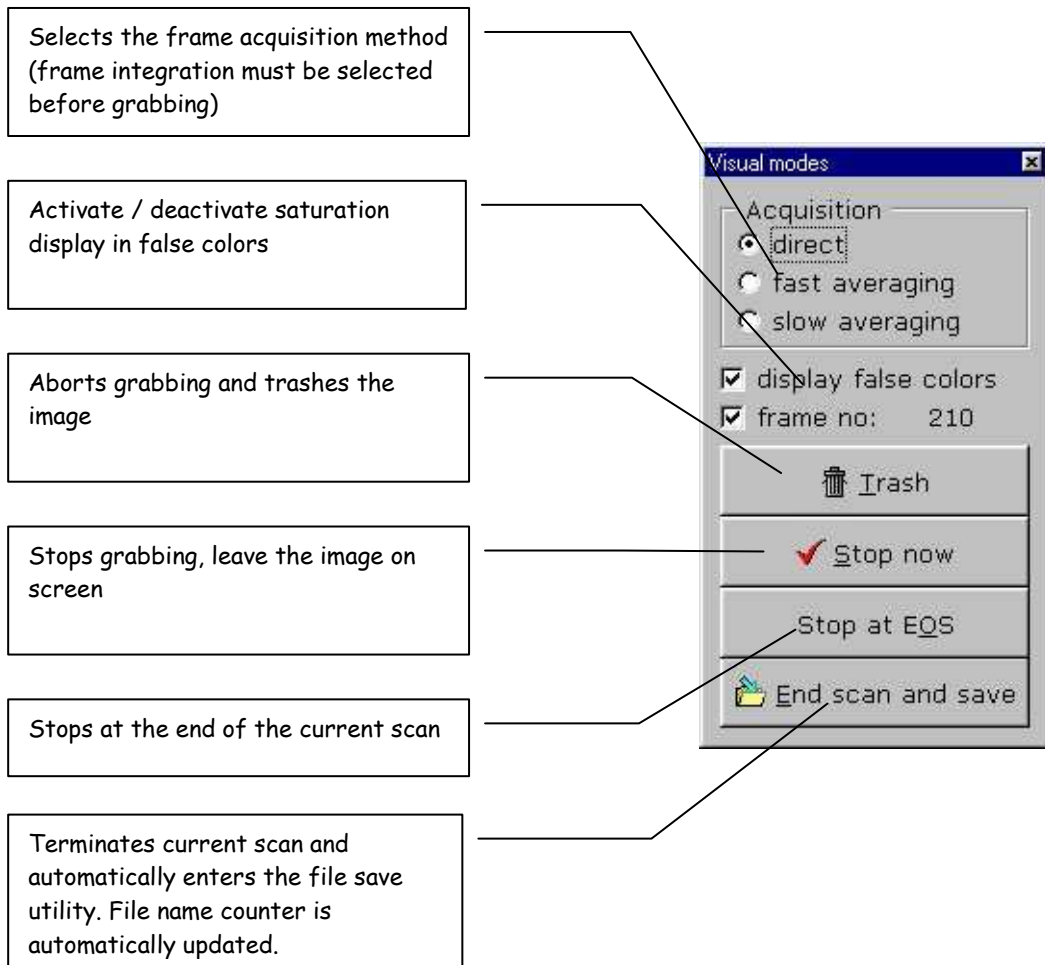 Selects the frame acquisition method
(frame integration must be selected
before grabbing)
Activate / deactivate saturation
display in false colors
Aborts grabbing and trashes the
image
Stops grabbing, leave the image on
screen
Stops at the end of the current scan
Terminates current scan and
automatically enters the file save
utility. File name counter is
automatically updated.
Visual modes
Acquisition
direct
fast averaging
slow averaging
display false colors
frame no: 210
Trash
Stop now
Stop at EOS
End scan and save